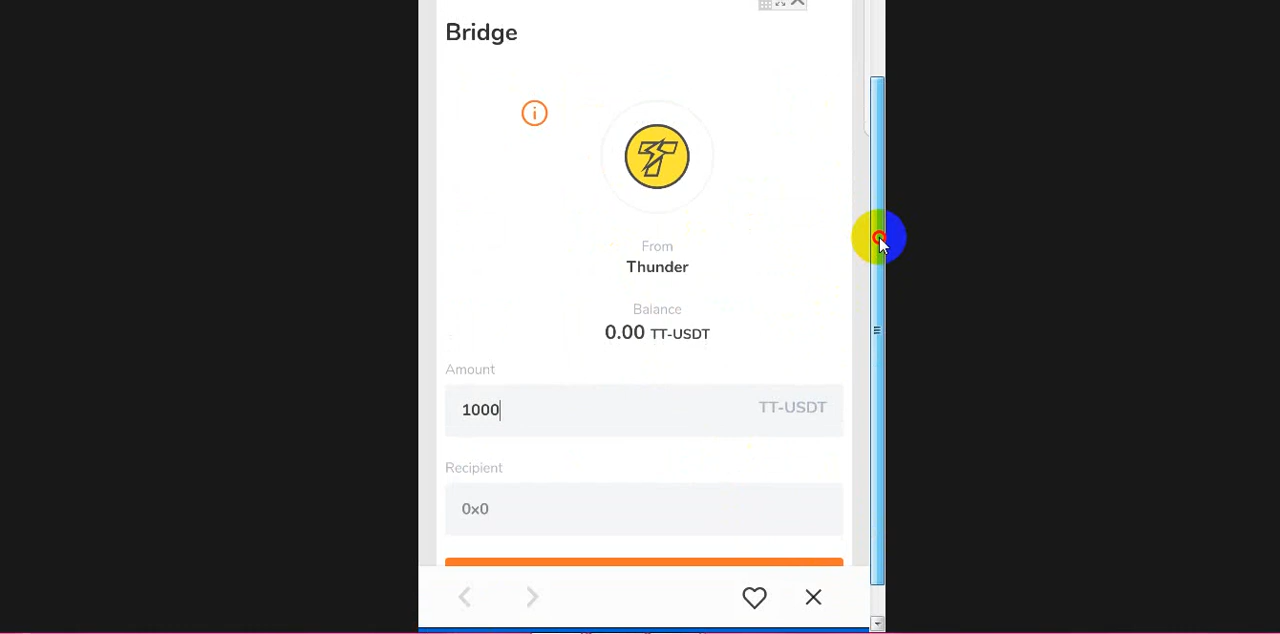 Bridge
From
Thunder
Balance
0.00 TT-USDT
Amount
1000
TT-USDT
Recipient
0x0